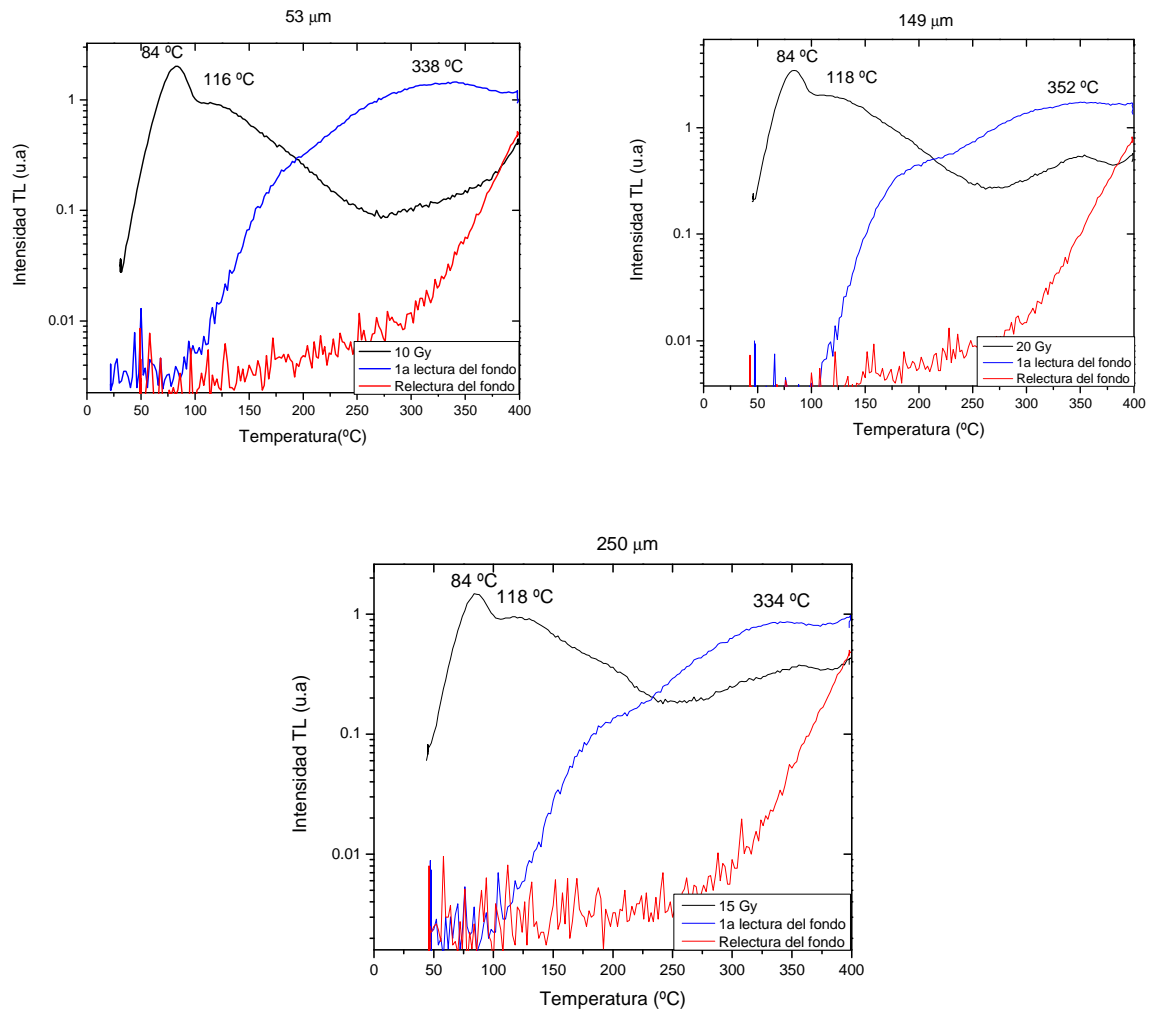 53 μm
84 ºC
116 ºC
338 ºC
1
0.1
0.01
Intensidad TL (u.a)
10 Gy
1a lectura del fondo
Relectura del fondo
0 50 100 150 200 250 300 350 400
Temperatura(ºC)
149 μm
84 ºC
118 ºC
352 ºC
1
0.1
0.01
Intensidad TL (u.a)
20 Gy
1a lectura del fondo
Relectura del fondo
0 50 100 150 200 250 300 350 400
Temperatura (ºC)
250 μm
84 ºC
118 ºC
334 ºC
1
0.1
0.01
Intensidad TL (u.a)
15 Gy
1a lectura del fondo
Relectura del fondo
0 50 100 150 200 250 300 350 400
Temperatura (ºC)